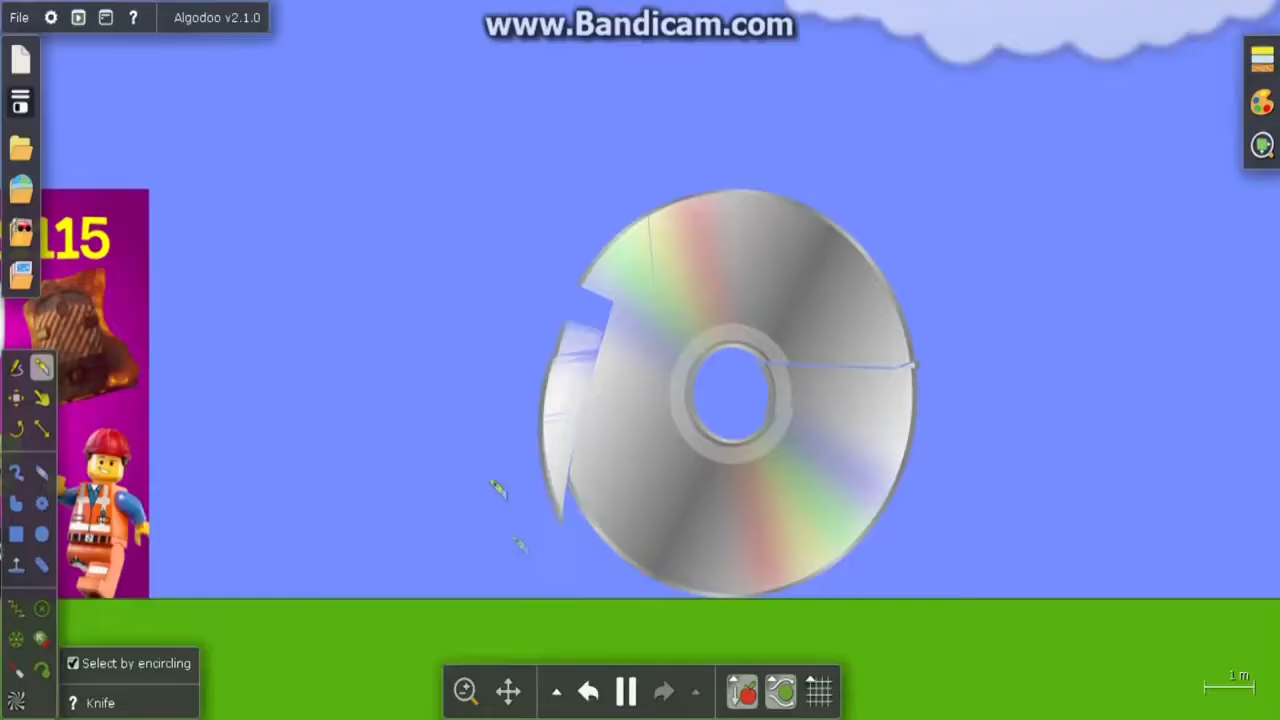 www.Bandicam.com
File
?
Algodoo v2.1.0
115
Select by encircling
? Knife
1 m